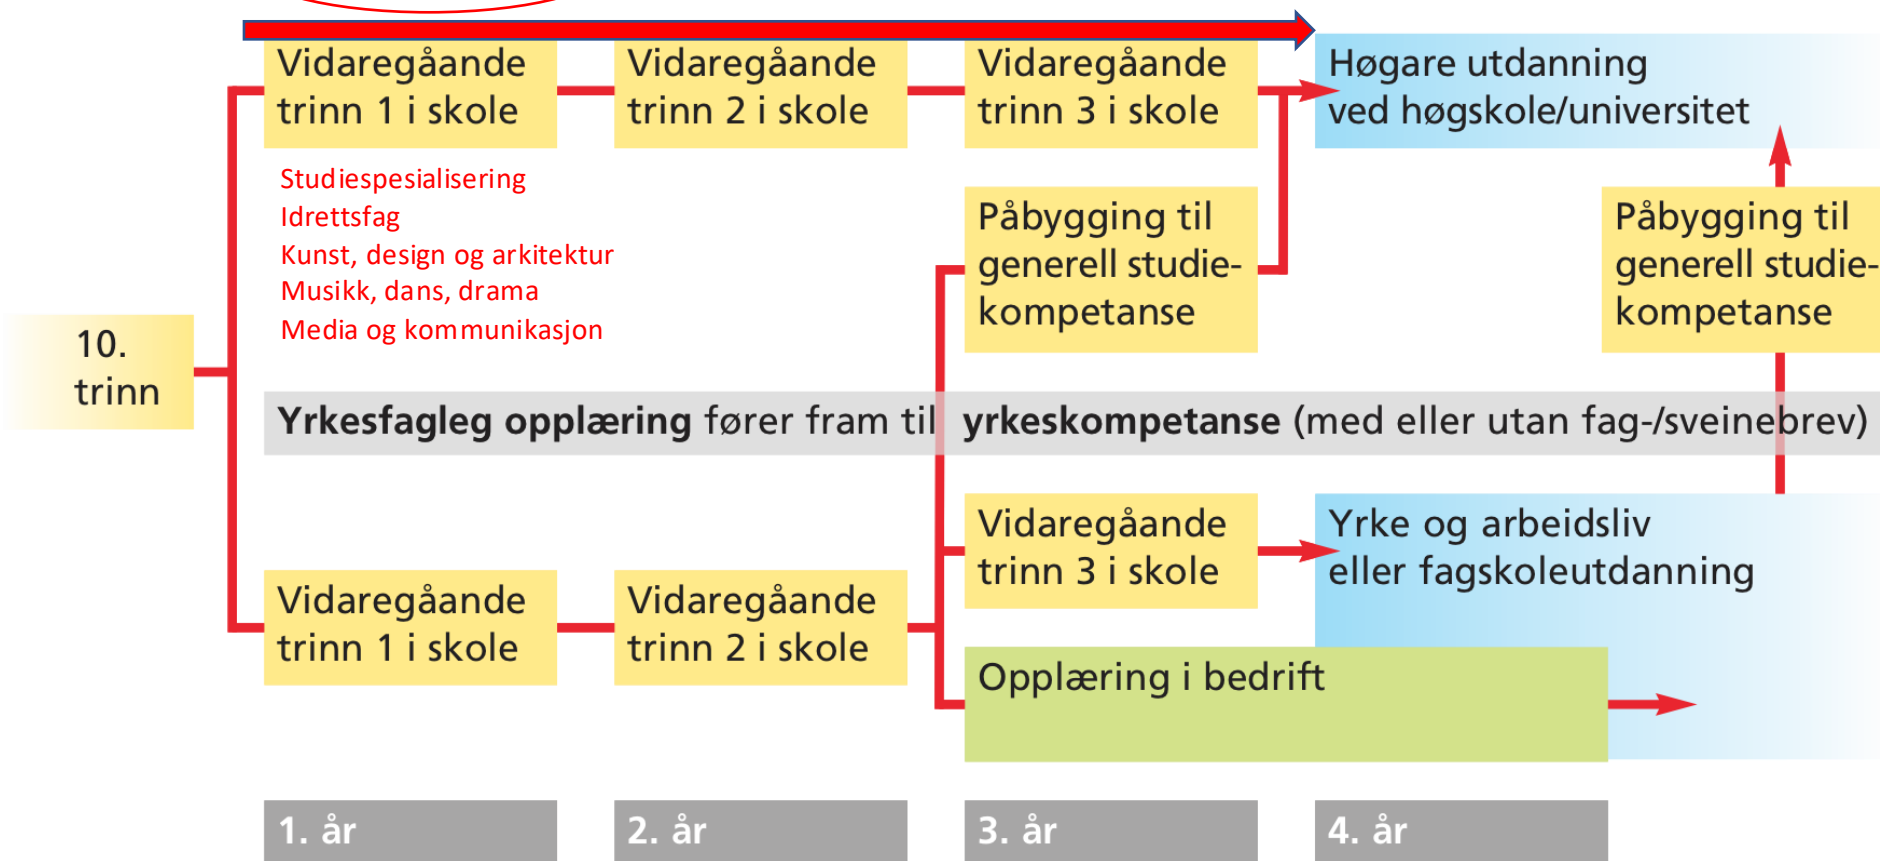 Vidaregåande
trinn 1 i skole
Vidaregåande
trinn 2 i skole
Vidaregåande
trinn 3 i skole
Høgare utdanning
ved høgskole/universitet
Studiespesialisering
Idrettsfag
Kunst, design og arkitektur
Musikk, dans, drama
Media og kommunikasjon
Påbygging til
generell studie-
kompetanse
Påbygging til
generell studie-
kompetanse
10.
trinn
Yrkesfagleg opplæring fører fram til yrkeskompetanse (med eller utan fag-/sveinebrev)
Vidaregåande
trinn 1 i skole
Vidaregåande
trinn 2 i skole
Vidaregåande
trinn 3 i skole
Yrke og arbeidsliv
eller fagskoleutdanning
Opplæring i bedrift
1. år
2. år
3. år
4. år